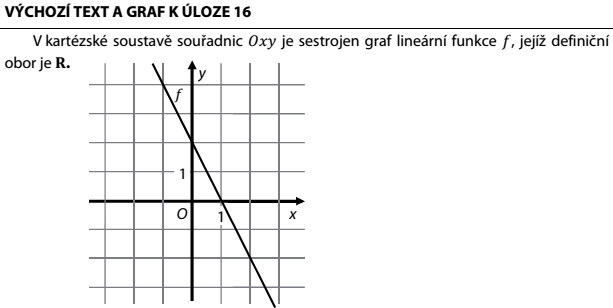 VÝCHOZÍ TEXT A GRAF K ÚLOZE 16
V kartézské soustavě souřadnic Oxy je sestrojen graf lineární funkce f, jejíž definiční
obor je R.
y
f
1
O
1
x